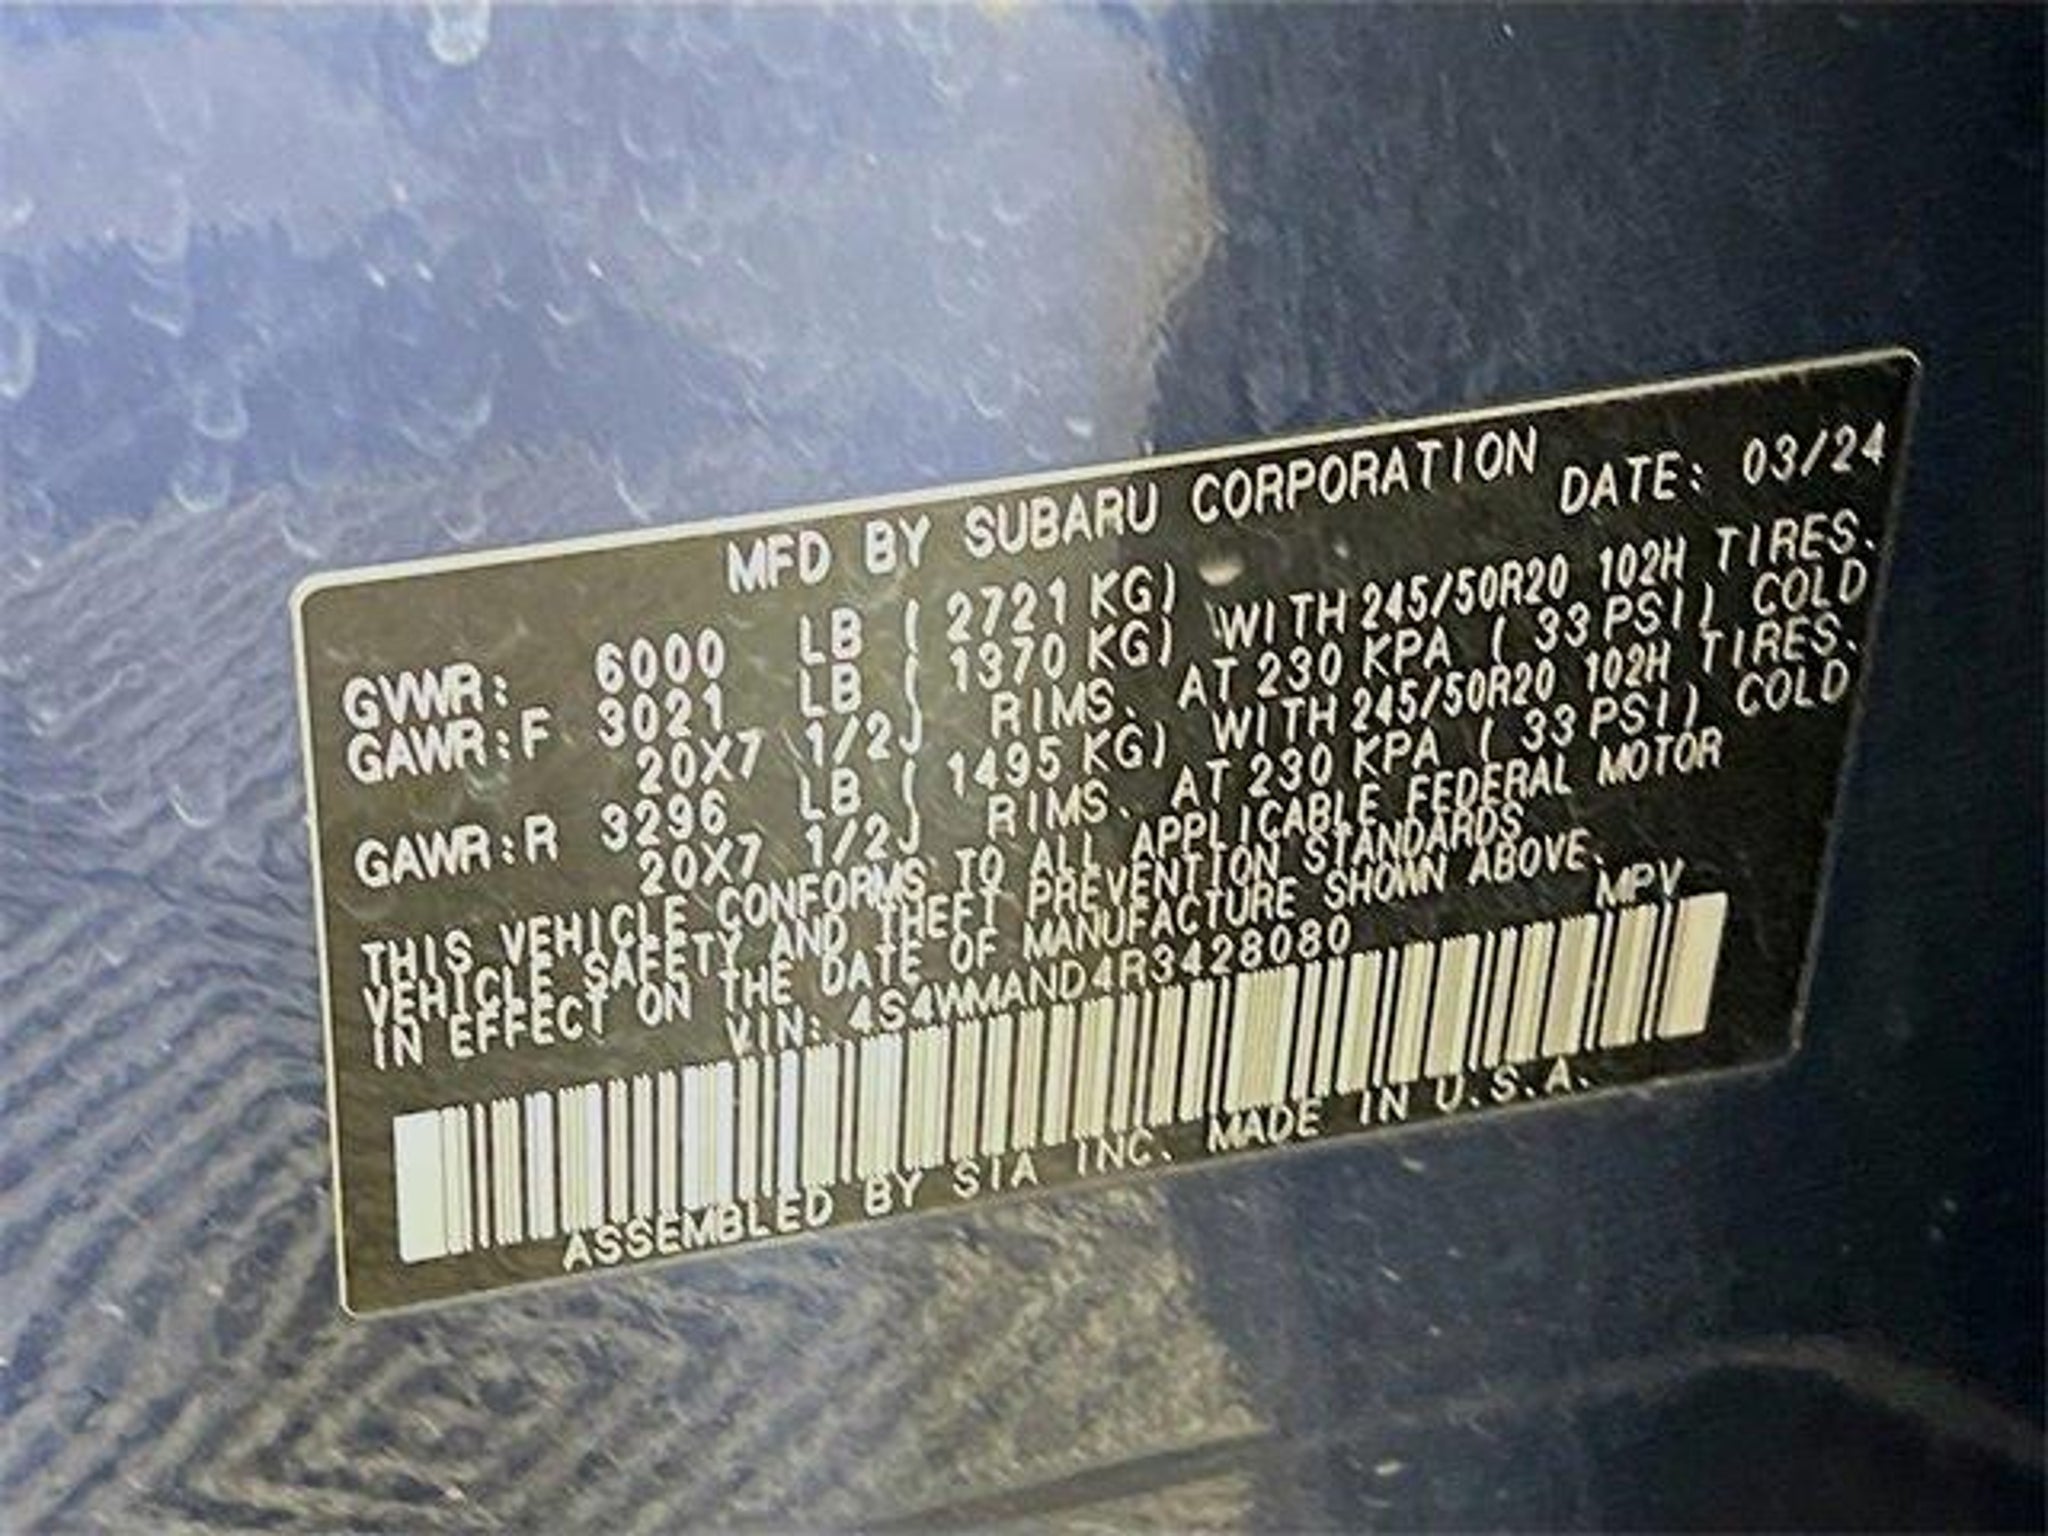 MFD BY SUBARU CORPORATION DATE: 03/24
GVWR: 6000 LB ( 2721 KG)
GAWR:F 3021 LB ( 1370 KG) WITH 245/50R20 102H TIRES.
20X7 1/2J RIMS. AT 230 KPA ( 33 PSI) COLD
GAWR:R 3296 LB ( 1495 KG) WITH 245/50R20 102H TIRES.
20X7 1/2J RIMS. AT 230 KPA ( 33 PSI) COLD
THIS VEHICLE CONFORMS TO ALL APPLICABLE FEDERAL MOTOR
VEHICLE SAFETY AND THEFT PREVENTION STANDARDS
IN EFFECT ON THE DATE OF MANUFACTURE SHOWN ABOVE.
VIN: 4S4WMAND4R3428080 MPV
ASSEMBLED BY SIA INC. MADE IN U.S.A.